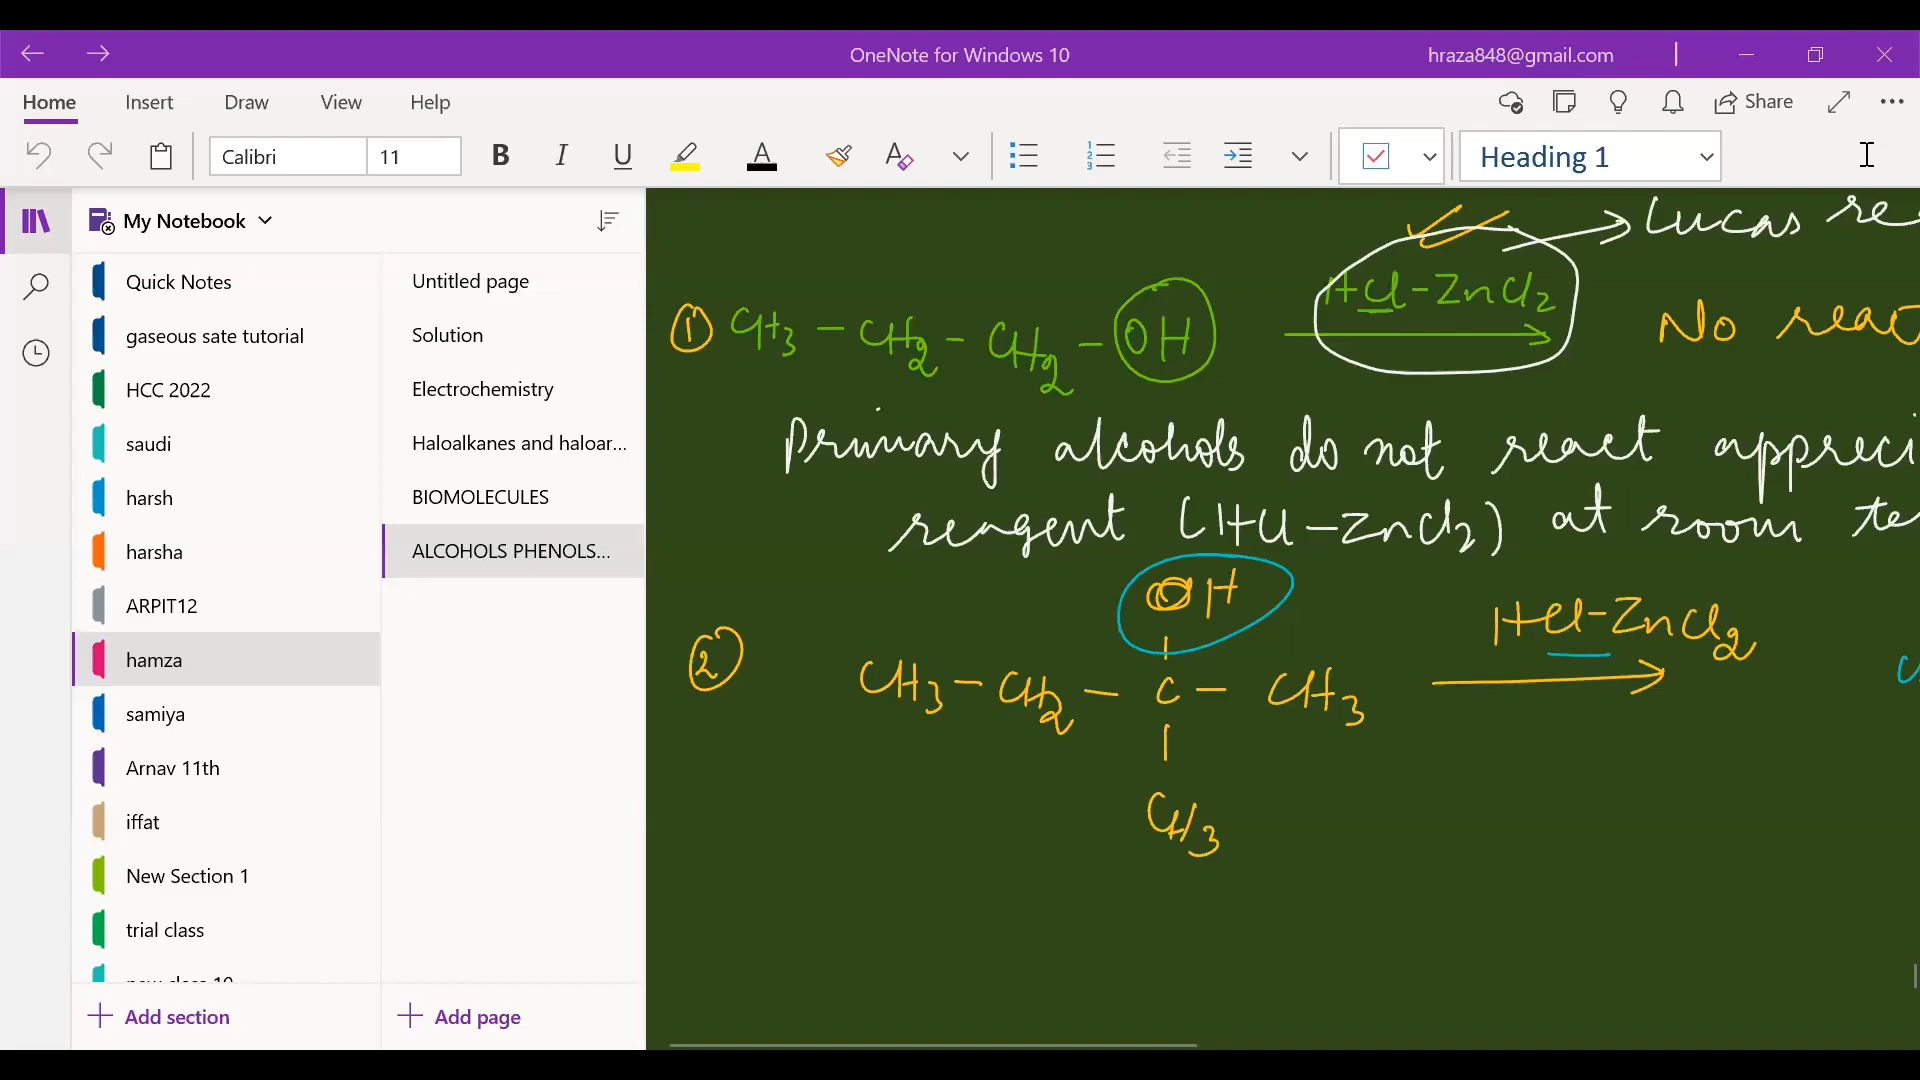 OneNote for Windows 10
hraza848@gmail.com
Home Insert Draw View Help
Share
Calibri 11 B I U A A Heading 1
My Notebook
Quick Notes
gaseous sate tutorial
HCC 2022
saudi
harsh
harsha
ARPIT12
hamza
samiya
Arnav 11th
iffat
New Section 1
trial class
new class 10
Add section
Untitled page
Solution
Electrochemistry
Haloalkanes and haloar...
BIOMOLECULES
ALCOHOLS PHENOLS...
Add page
Lucas re
HCl-ZnCl2
① CH3 - CH2 - CH2 - OH No react
Primary alcohols do not react appreci
reagent (HCl-ZnCl2) at room te
OH
HCl-ZnCl2
② CH3 - CH2 - C - CH3
CH3